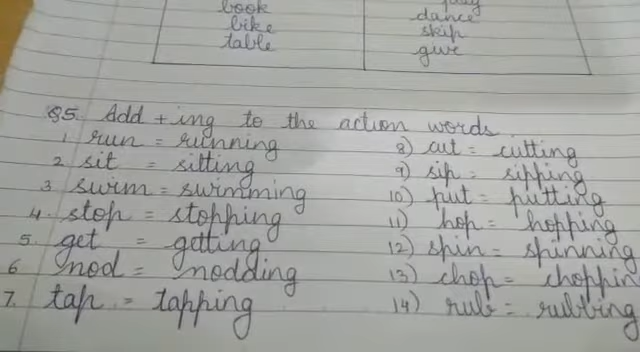 book
bike
table
dance
skip
give
Q5. Add + ing to the action words.
1 run = running
2 sit = sitting
3 swim = swimming
4. stop = stopping
5. get = getting
6 nod = nodding
7. tap = tapping
8) cut = cutting
9) sip = sipping
10) put = putting
11) hop = hopping
12) spin = spinning
13) chop = choppin
14) rub = rubbing